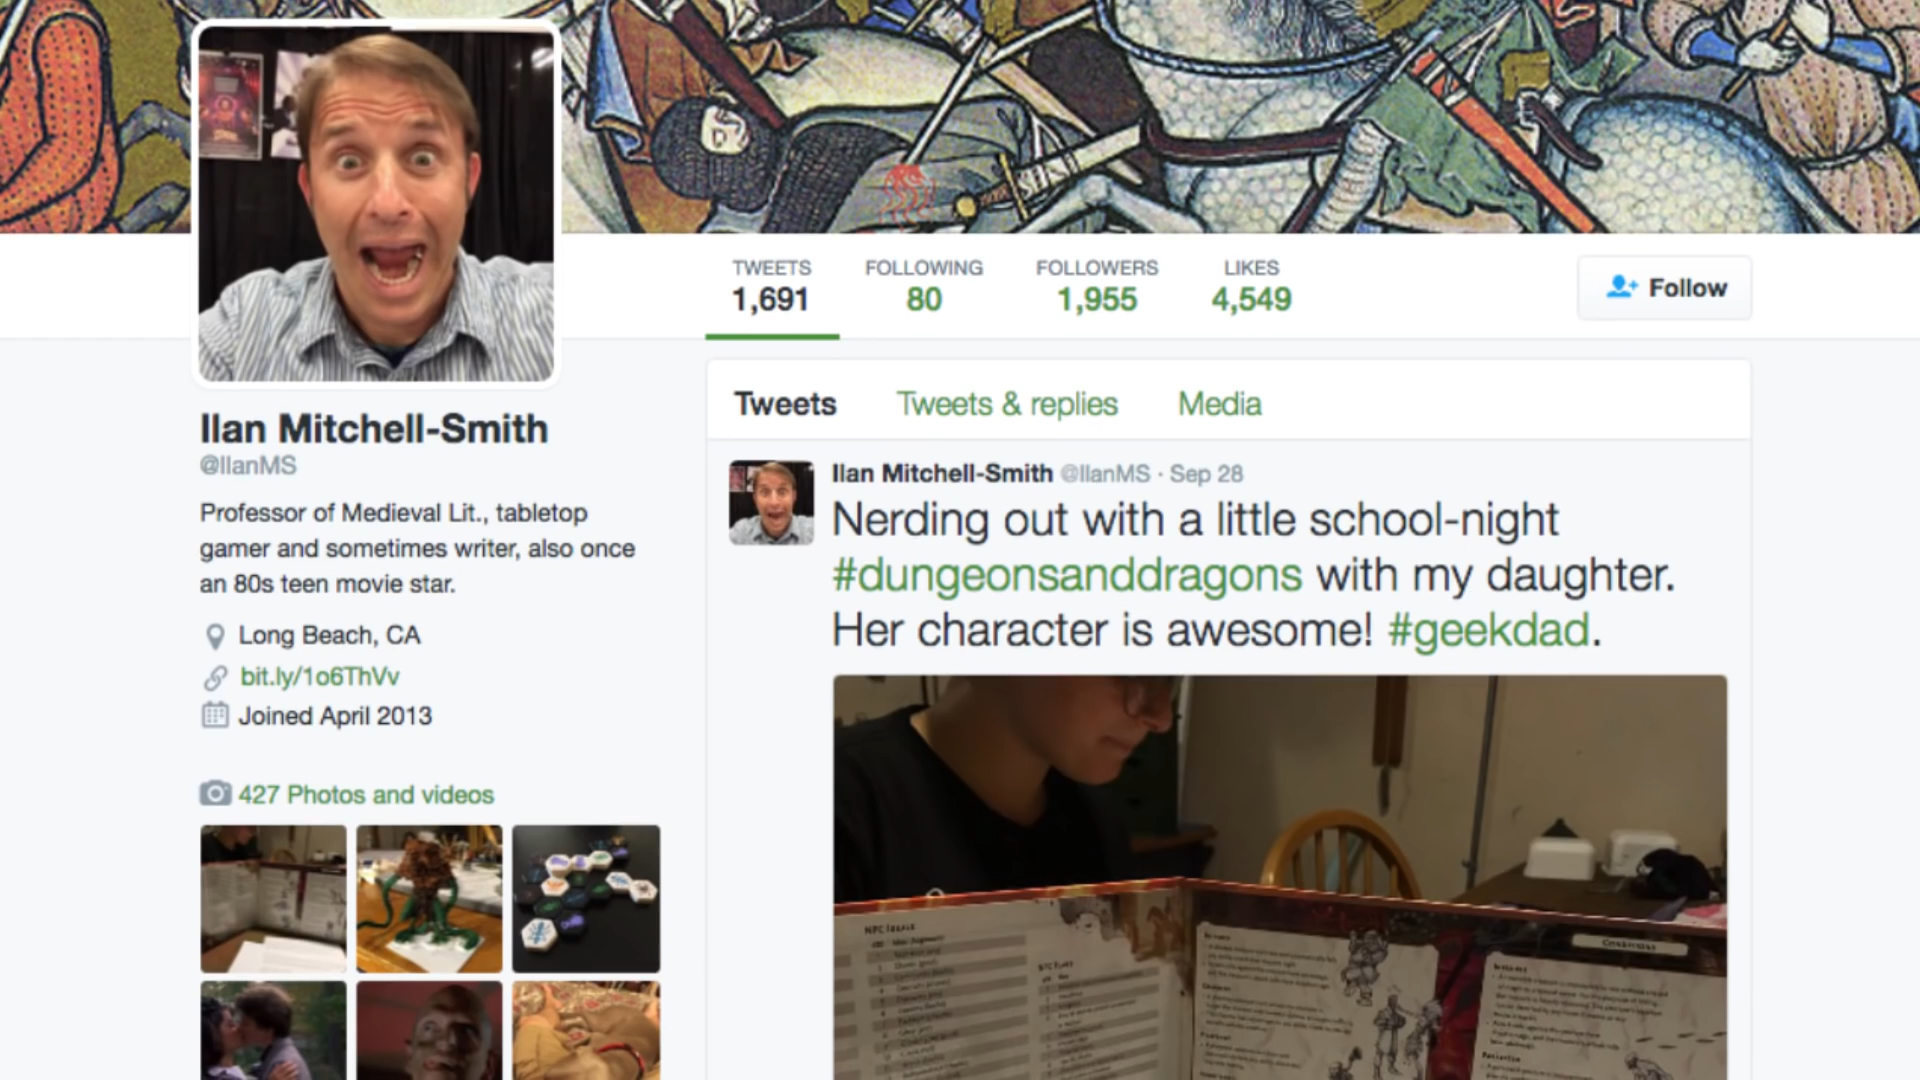 TWEETS FOLLOWING FOLLOWERS LIKES
1,691 80 1,955 4,549
Follow
Ilan Mitchell-Smith
@IlanMS
Professor of Medieval Lit., tabletop
gamer and sometimes writer, also once
an 80s teen movie star.
Long Beach, CA
bit.ly/1o6ThVv
Joined April 2013
427 Photos and videos
Tweets Tweets & replies Media
Ilan Mitchell-Smith @IlanMS · Sep 28
Nerding out with a little school-night
#dungeonsanddragons with my daughter.
Her character is awesome! #geekdad.